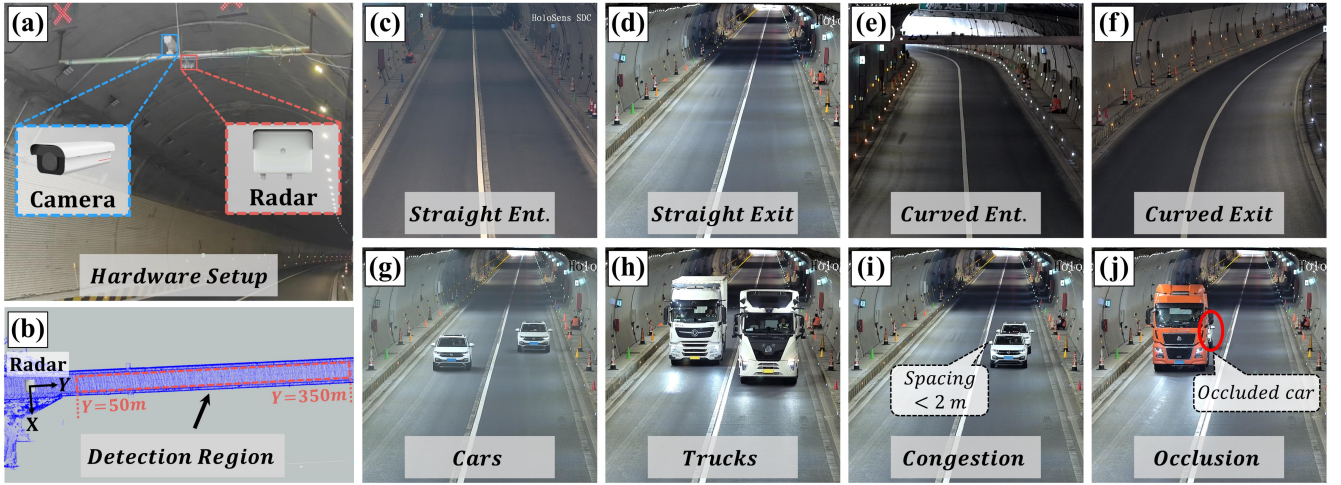 (a)
Camera
Radar
Hardware Setup
(b)
Radar
Y
X
Y=50m
Y=350m
Detection Region
(c)
HoloSens SDC
Straight Ent.
(d)
Straight Exit
(e)
Curved Ent.
(f)
Curved Exit
(g)
Holo
Cars
(h)
Trucks
(i)
Spacing
< 2 m
Congestion
(j)
Occluded car
Occlusion